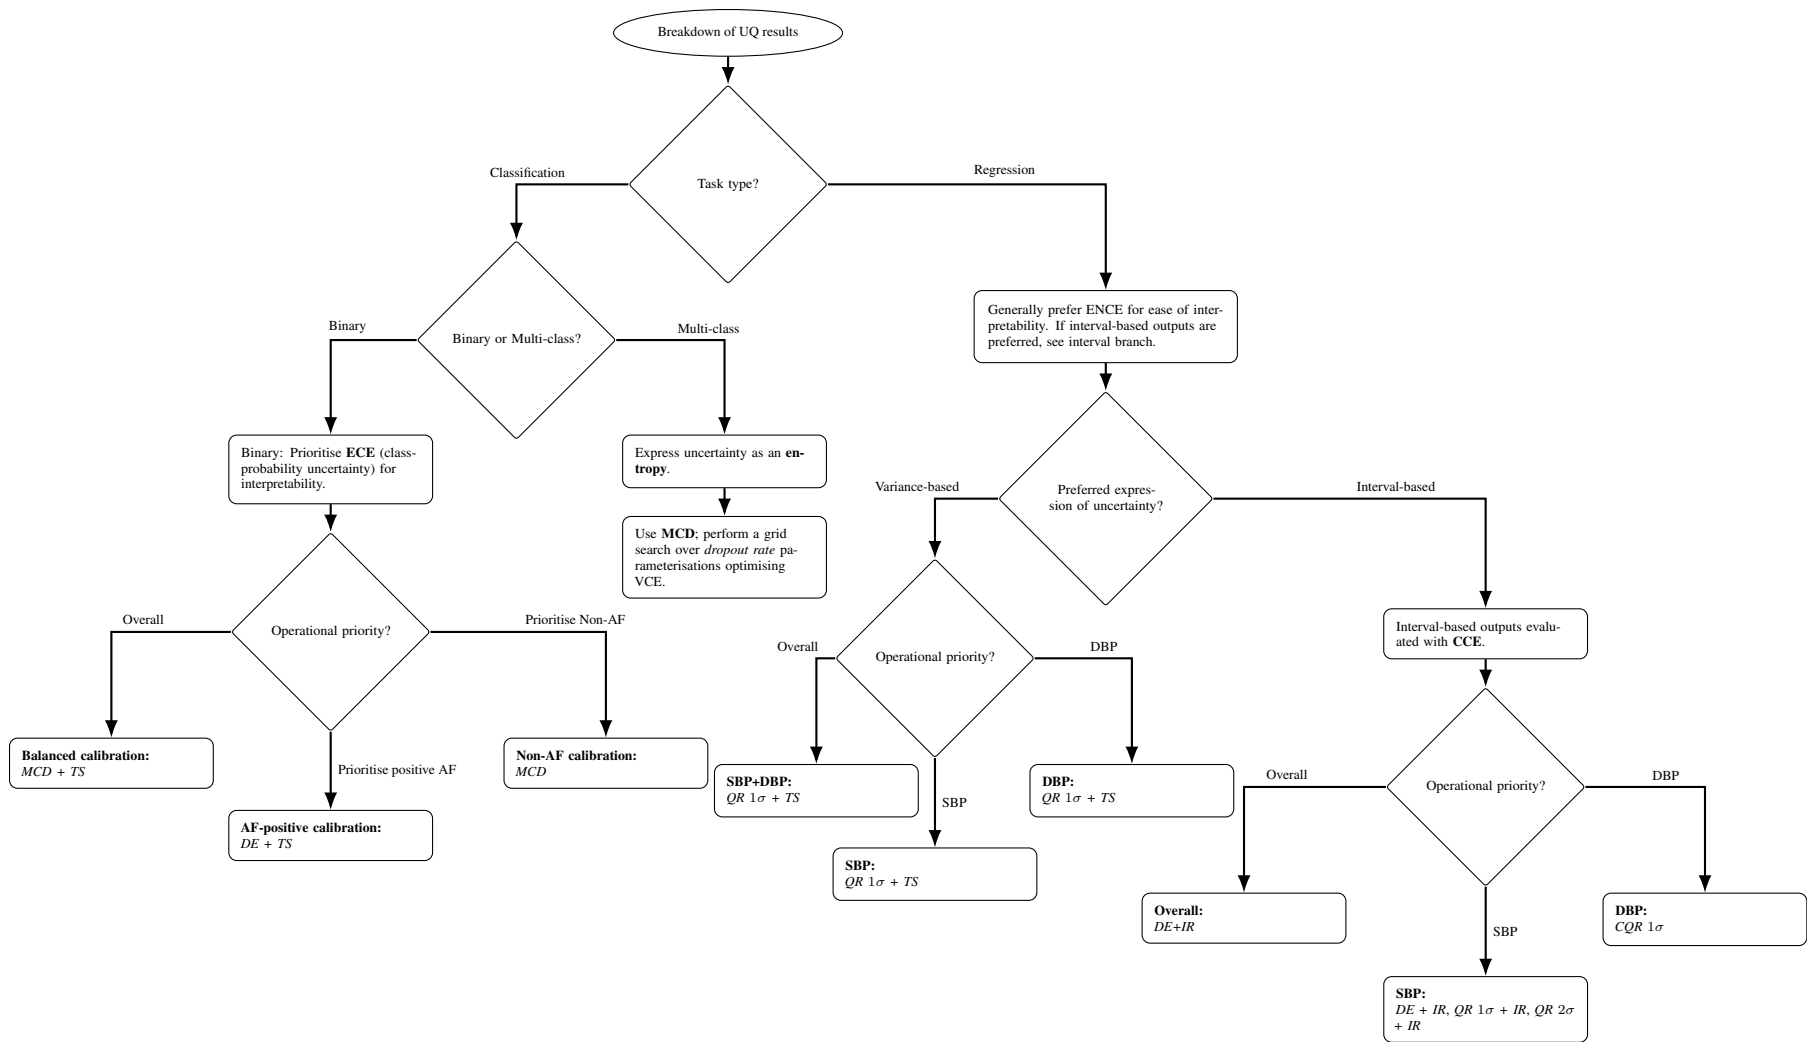 Breakdown of UQ results
Task type?
Classification
Regression
Binary or Multi-class?
Binary
Multi-class
Generally prefer ENCE for ease of inter-
pretability. If interval-based outputs are
preferred, see interval branch.
Binary: Prioritise ECE (class-
probability uncertainty) for
interpretability.
Express uncertainty as an en-
tropy.
Use MCD; perform a grid
search over dropout rate pa-
rameterisations optimising
VCE.
Preferred expres-
sion of uncertainty?
Variance-based
Interval-based
Operational priority?
Overall
Prioritise Non-AF
Prioritise positive AF
Balanced calibration:
MCD + TS
AF-positive calibration:
DE + TS
Non-AF calibration:
MCD
Operational priority?
Overall
DBP
SBP
SBP+DBP:
QR 1σ + TS
SBP:
QR 1σ + TS
DBP:
QR 1σ + TS
Interval-based outputs evalu-
ated with CCE.
Operational priority?
Overall
DBP
SBP
Overall:
DE+IR
SBP:
DE + IR, QR 1σ + IR, QR 2σ
+ IR
DBP:
CQR 1σ